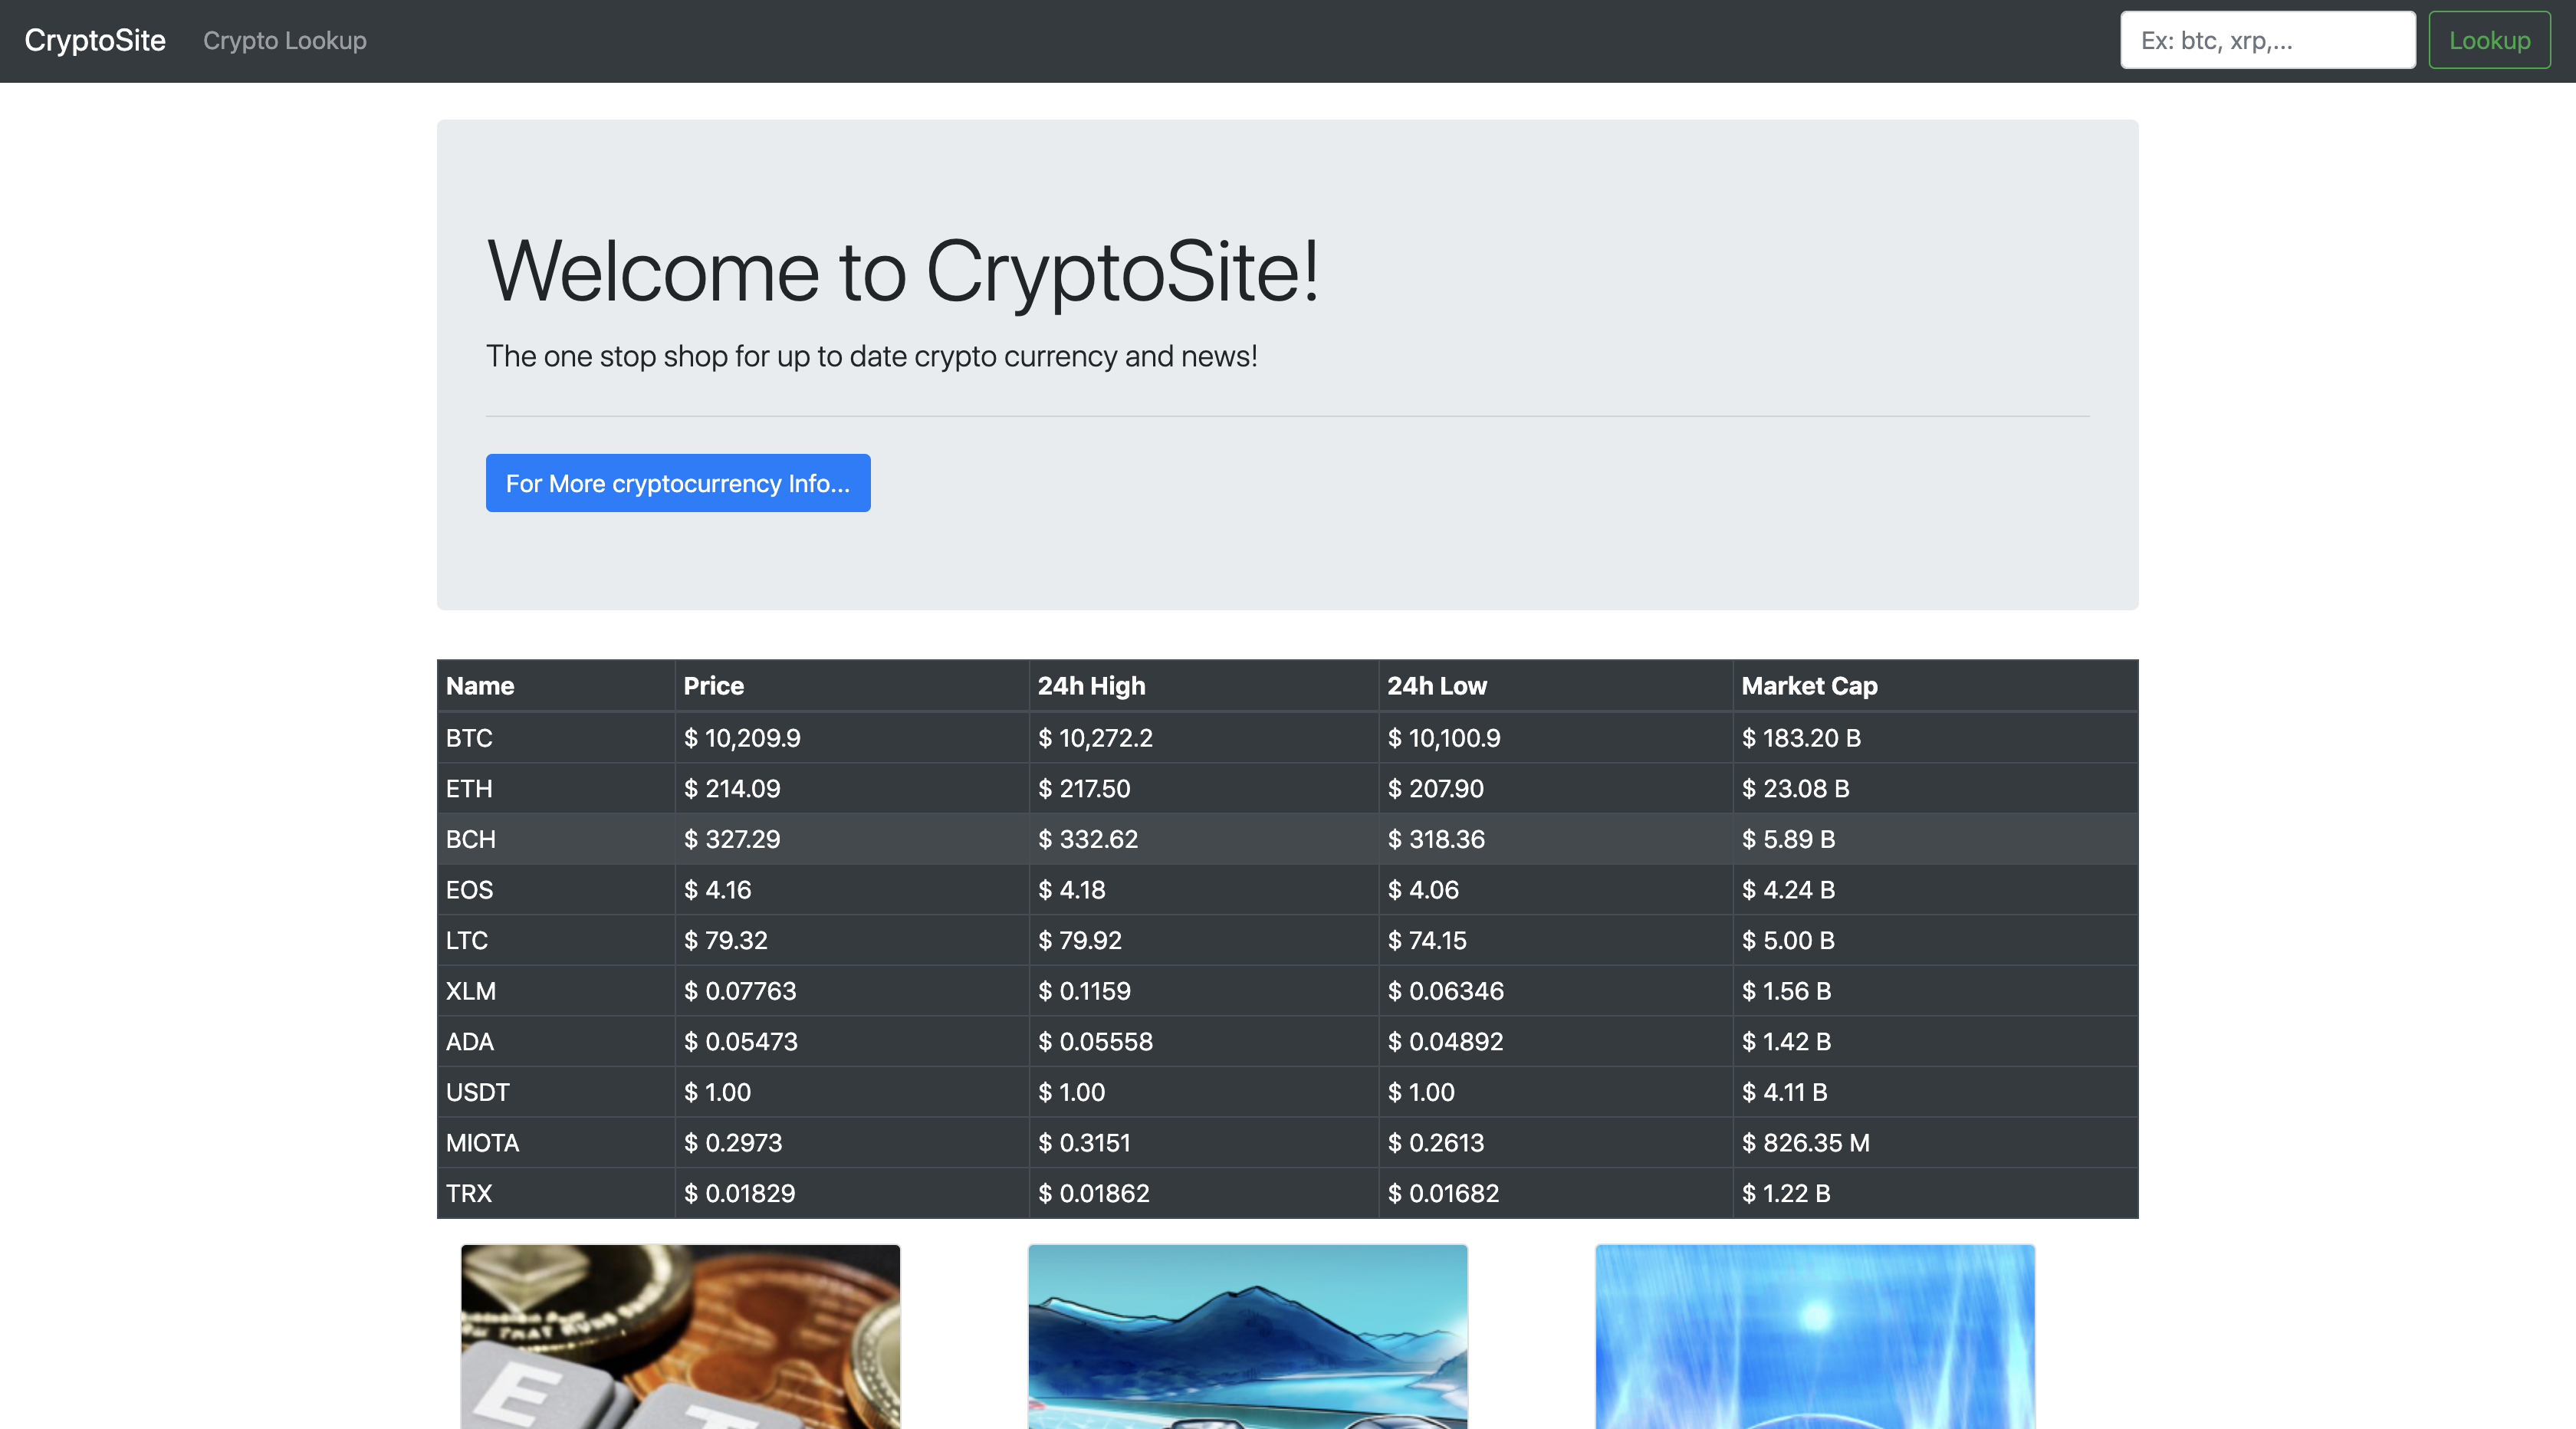 CryptoSite Crypto Lookup Ex: btc, xrp,... Lookup
Welcome to CryptoSite!
The one stop shop for up to date crypto currency and news!
For More cryptocurrency Info...
Name Price 24h High 24h Low Market Cap
BTC $ 10,209.9 $ 10,272.2 $ 10,100.9 $ 183.20 B
ETH $ 214.09 $ 217.50 $ 207.90 $ 23.08 B
BCH $ 327.29 $ 332.62 $ 318.36 $ 5.89 B
EOS $ 4.16 $ 4.18 $ 4.06 $ 4.24 B
LTC $ 79.32 $ 79.92 $ 74.15 $ 5.00 B
XLM $ 0.07763 $ 0.1159 $ 0.06346 $ 1.56 B
ADA $ 0.05473 $ 0.05558 $ 0.04892 $ 1.42 B
USDT $ 1.00 $ 1.00 $ 1.00 $ 4.11 B
MIOTA $ 0.2973 $ 0.3151 $ 0.2613 $ 826.35 M
TRX $ 0.01829 $ 0.01862 $ 0.01682 $ 1.22 B
E